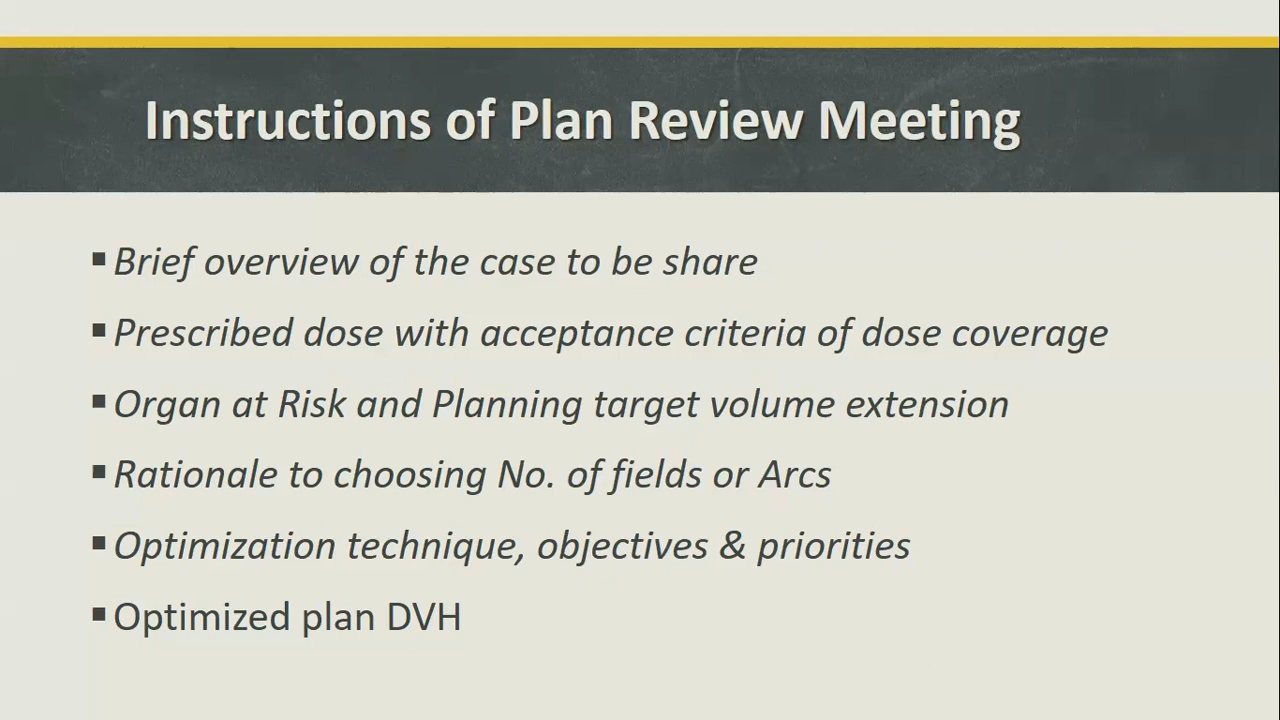 Instructions of Plan Review Meeting
▪Brief overview of the case to be share
▪Prescribed dose with acceptance criteria of dose coverage
▪Organ at Risk and Planning target volume extension
▪Rationale to choosing No. of fields or Arcs
▪Optimization technique, objectives & priorities
▪Optimized plan DVH